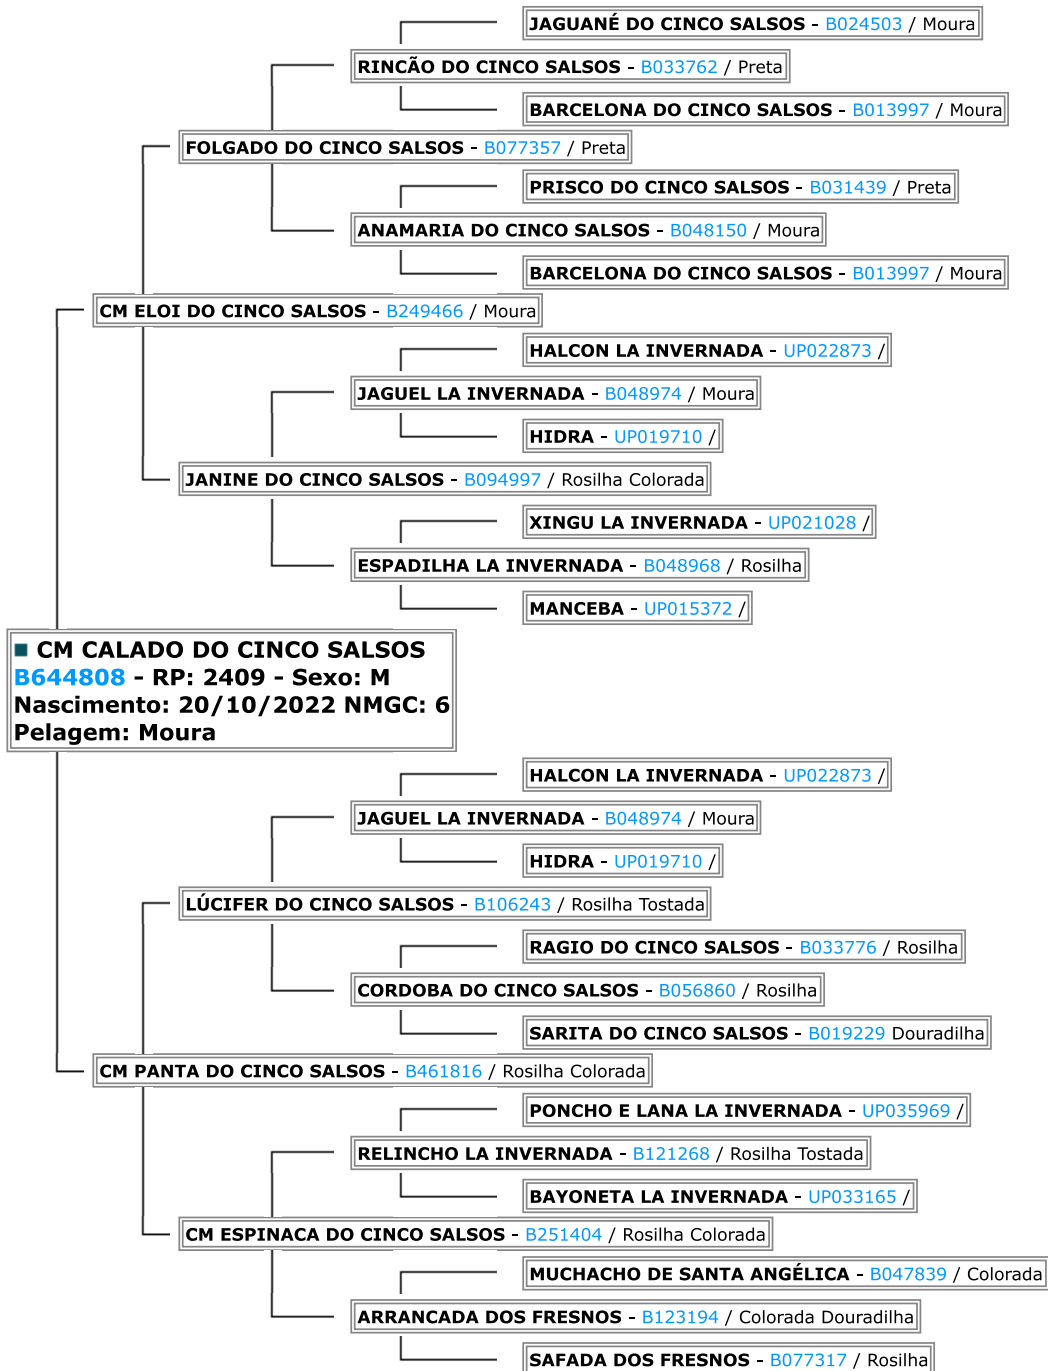 JAGUANÉ DO CINCO SALSOS - B024503 / Moura
RINCÃO DO CINCO SALSOS - B033762 / Preta
BARCELONA DO CINCO SALSOS - B013997 / Moura
FOLGADO DO CINCO SALSOS - B077357 / Preta
PRISCO DO CINCO SALSOS - B031439 / Preta
ANAMARIA DO CINCO SALSOS - B048150 / Moura
BARCELONA DO CINCO SALSOS - B013997 / Moura
CM ELOI DO CINCO SALSOS - B249466 / Moura
HALCON LA INVERNADA - UP022873 /
JAGUEL LA INVERNADA - B048974 / Moura
HIDRA - UP019710 /
JANINE DO CINCO SALSOS - B094997 / Rosilha Colorada
XINGU LA INVERNADA - UP021028 /
ESPADILHA LA INVERNADA - B048968 / Rosilha
MANCEBA - UP015372 /
CM CALADO DO CINCO SALSOS
B644808 - RP: 2409 - Sexo: M
Nascimento: 20/10/2022 NMGC: 6
Pelagem: Moura
HALCON LA INVERNADA - UP022873 /
JAGUEL LA INVERNADA - B048974 / Moura
HIDRA - UP019710 /
LÚCIFER DO CINCO SALSOS - B106243 / Rosilha Tostada
RAGIO DO CINCO SALSOS - B033776 / Rosilha
CORDOBA DO CINCO SALSOS - B056860 / Rosilha
SARITA DO CINCO SALSOS - B019229 Douradilha
CM PANTA DO CINCO SALSOS - B461816 / Rosilha Colorada
PONCHO E LANA LA INVERNADA - UP035969 /
RELINCHO LA INVERNADA - B121268 / Rosilha Tostada
BAYONETA LA INVERNADA - UP033165 /
CM ESPINACA DO CINCO SALSOS - B251404 / Rosilha Colorada
MUCHACHO DE SANTA ANGÉLICA - B047839 / Colorada
ARRANCADA DOS FRESNOS - B123194 / Colorada Douradilha
SAFADA DOS FRESNOS - B077317 / Rosilha